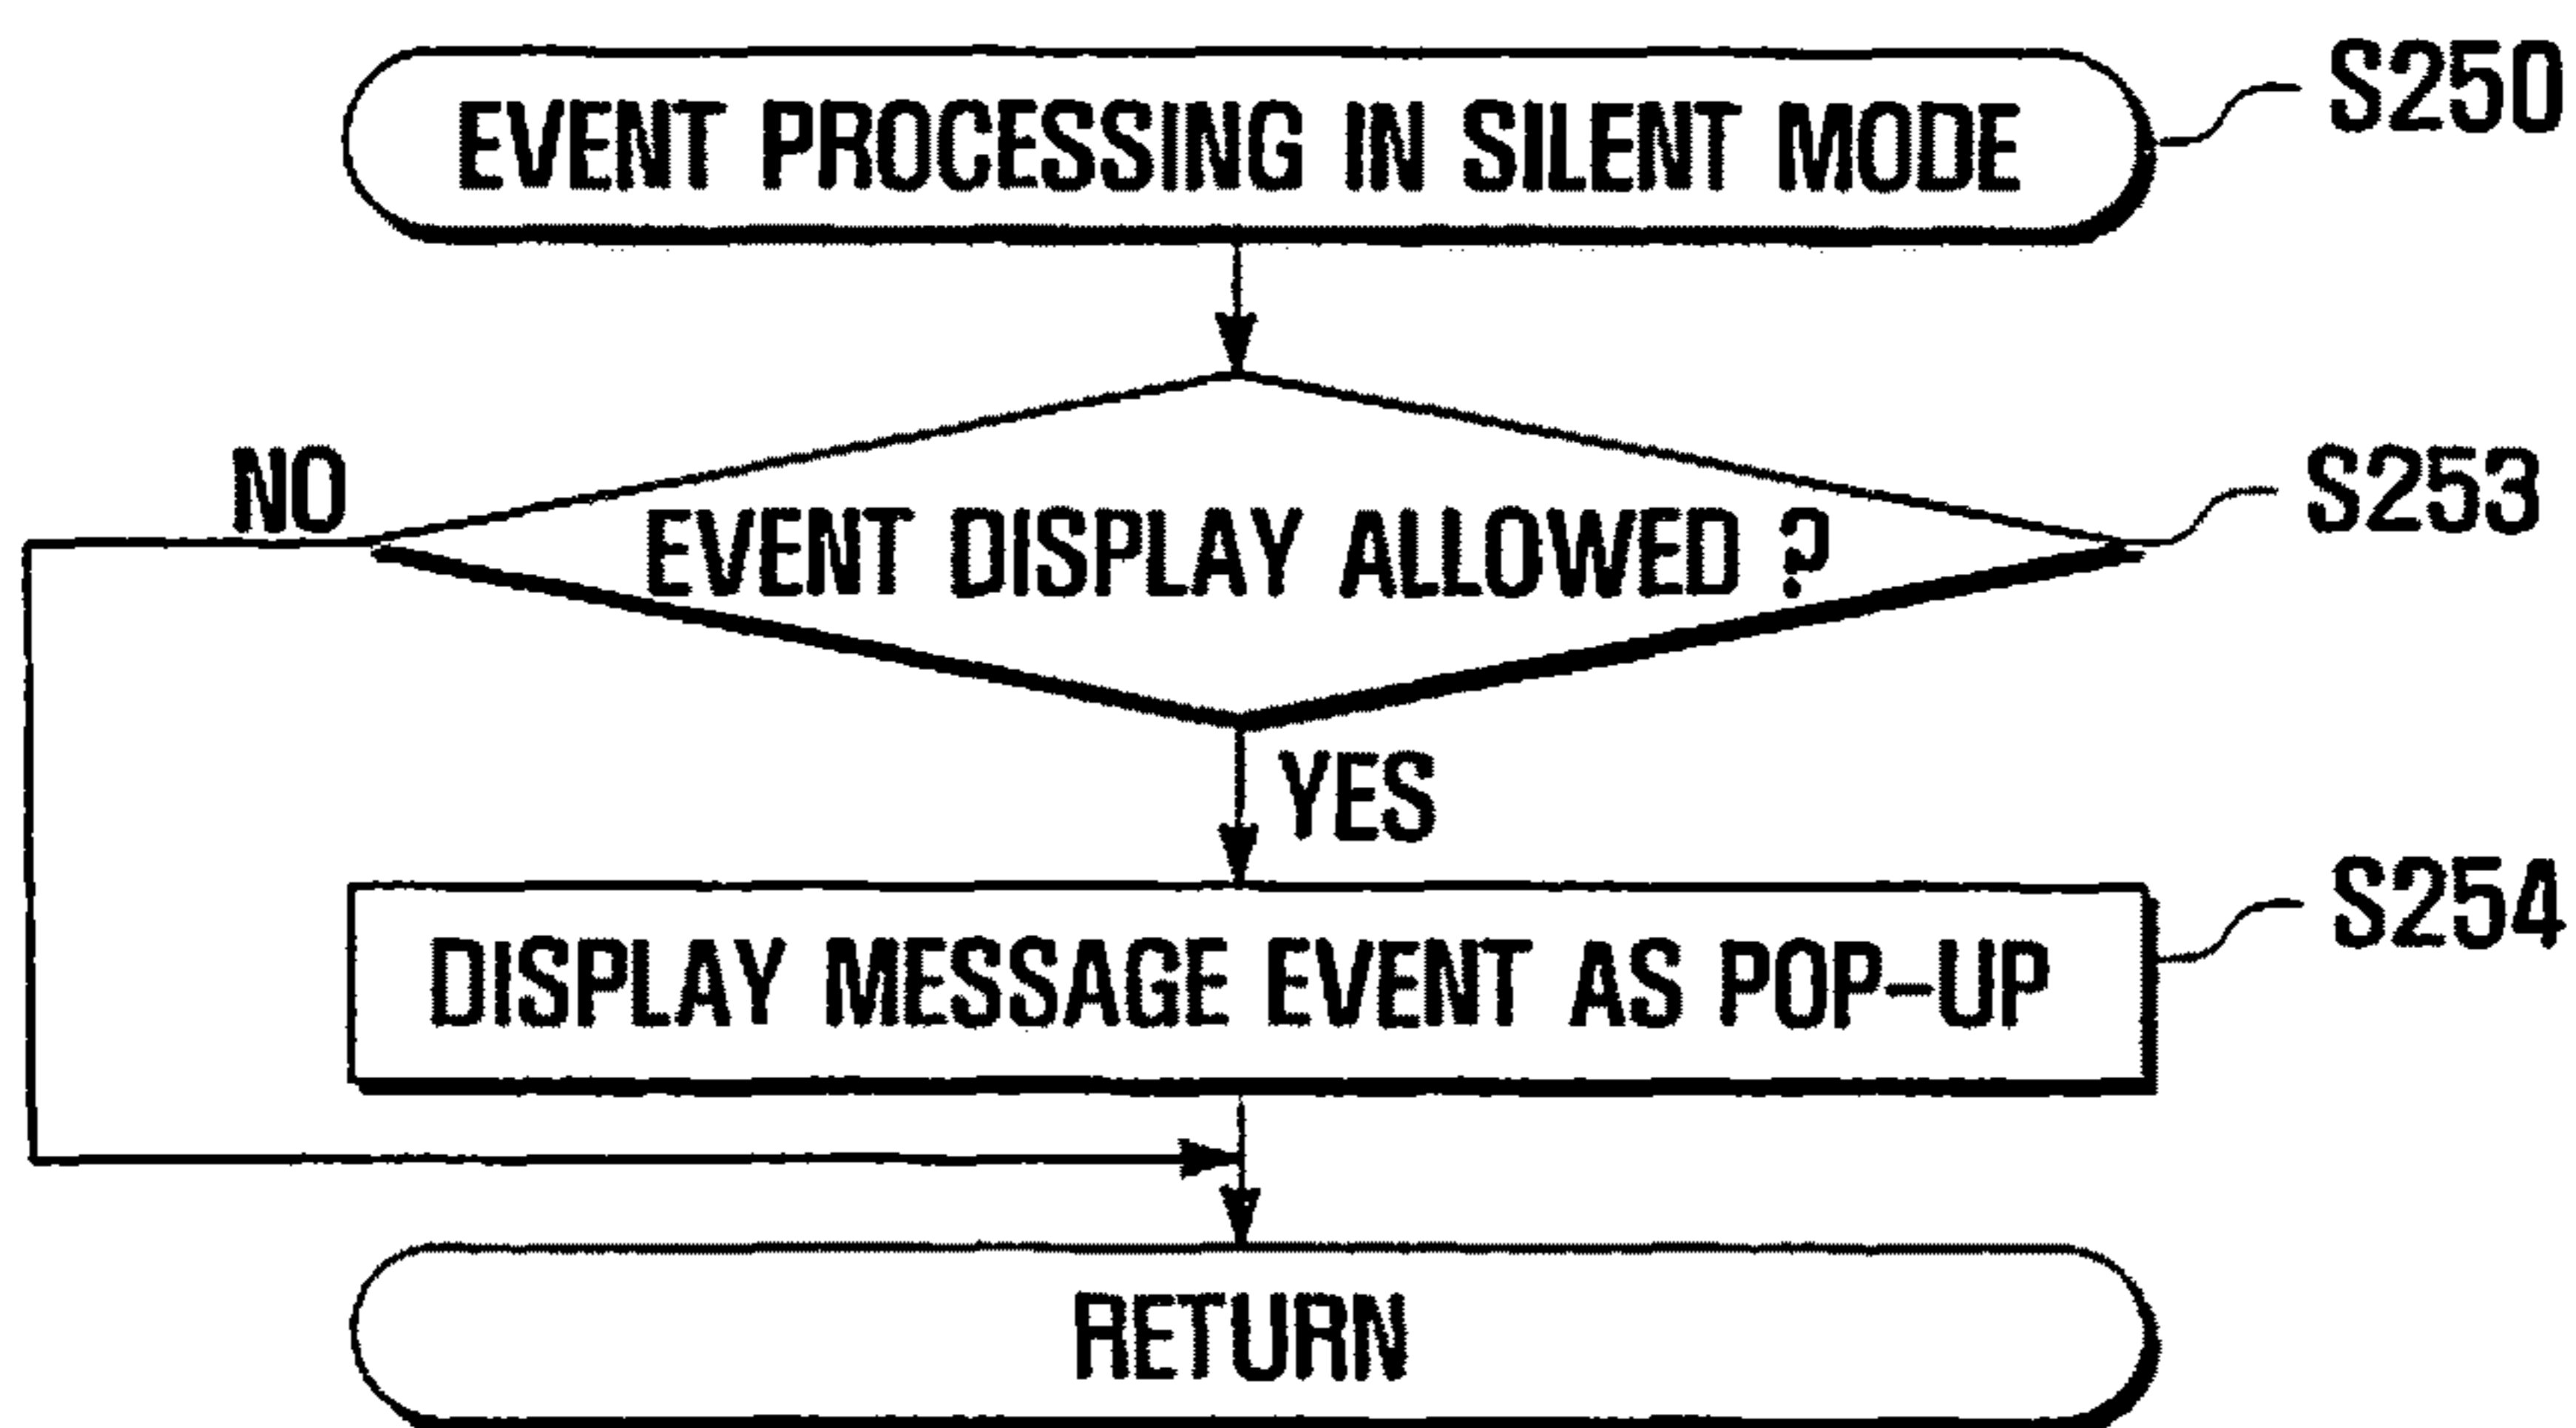 EVENT PROCESSING IN SILENT MODE
S250
NO
EVENT DISPLAY ALLOWED ?
S253
YES
DISPLAY MESSAGE EVENT AS POP-UP
S254
RETURN